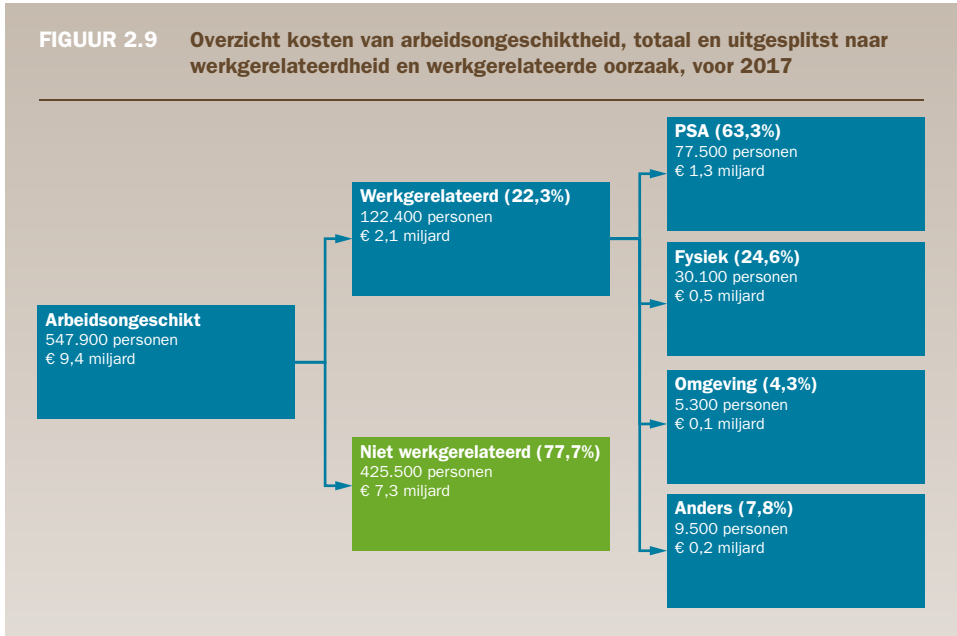 FIGUUR 2.9 Overzicht kosten van arbeidsongeschiktheid, totaal en uitgesplitst naar
werkgerelateerdheid en werkgerelateerde oorzaak, voor 2017
Arbeidsongeschikt
547.900 personen
€ 9,4 miljard
Werkgerelateerd (22,3%)
122.400 personen
€ 2,1 miljard
Niet werkgerelateerd (77,7%)
425.500 personen
€ 7,3 miljard
PSA (63,3%)
77.500 personen
€ 1,3 miljard
Fysiek (24,6%)
30.100 personen
€ 0,5 miljard
Omgeving (4,3%)
5.300 personen
€ 0,1 miljard
Anders (7,8%)
9.500 personen
€ 0,2 miljard